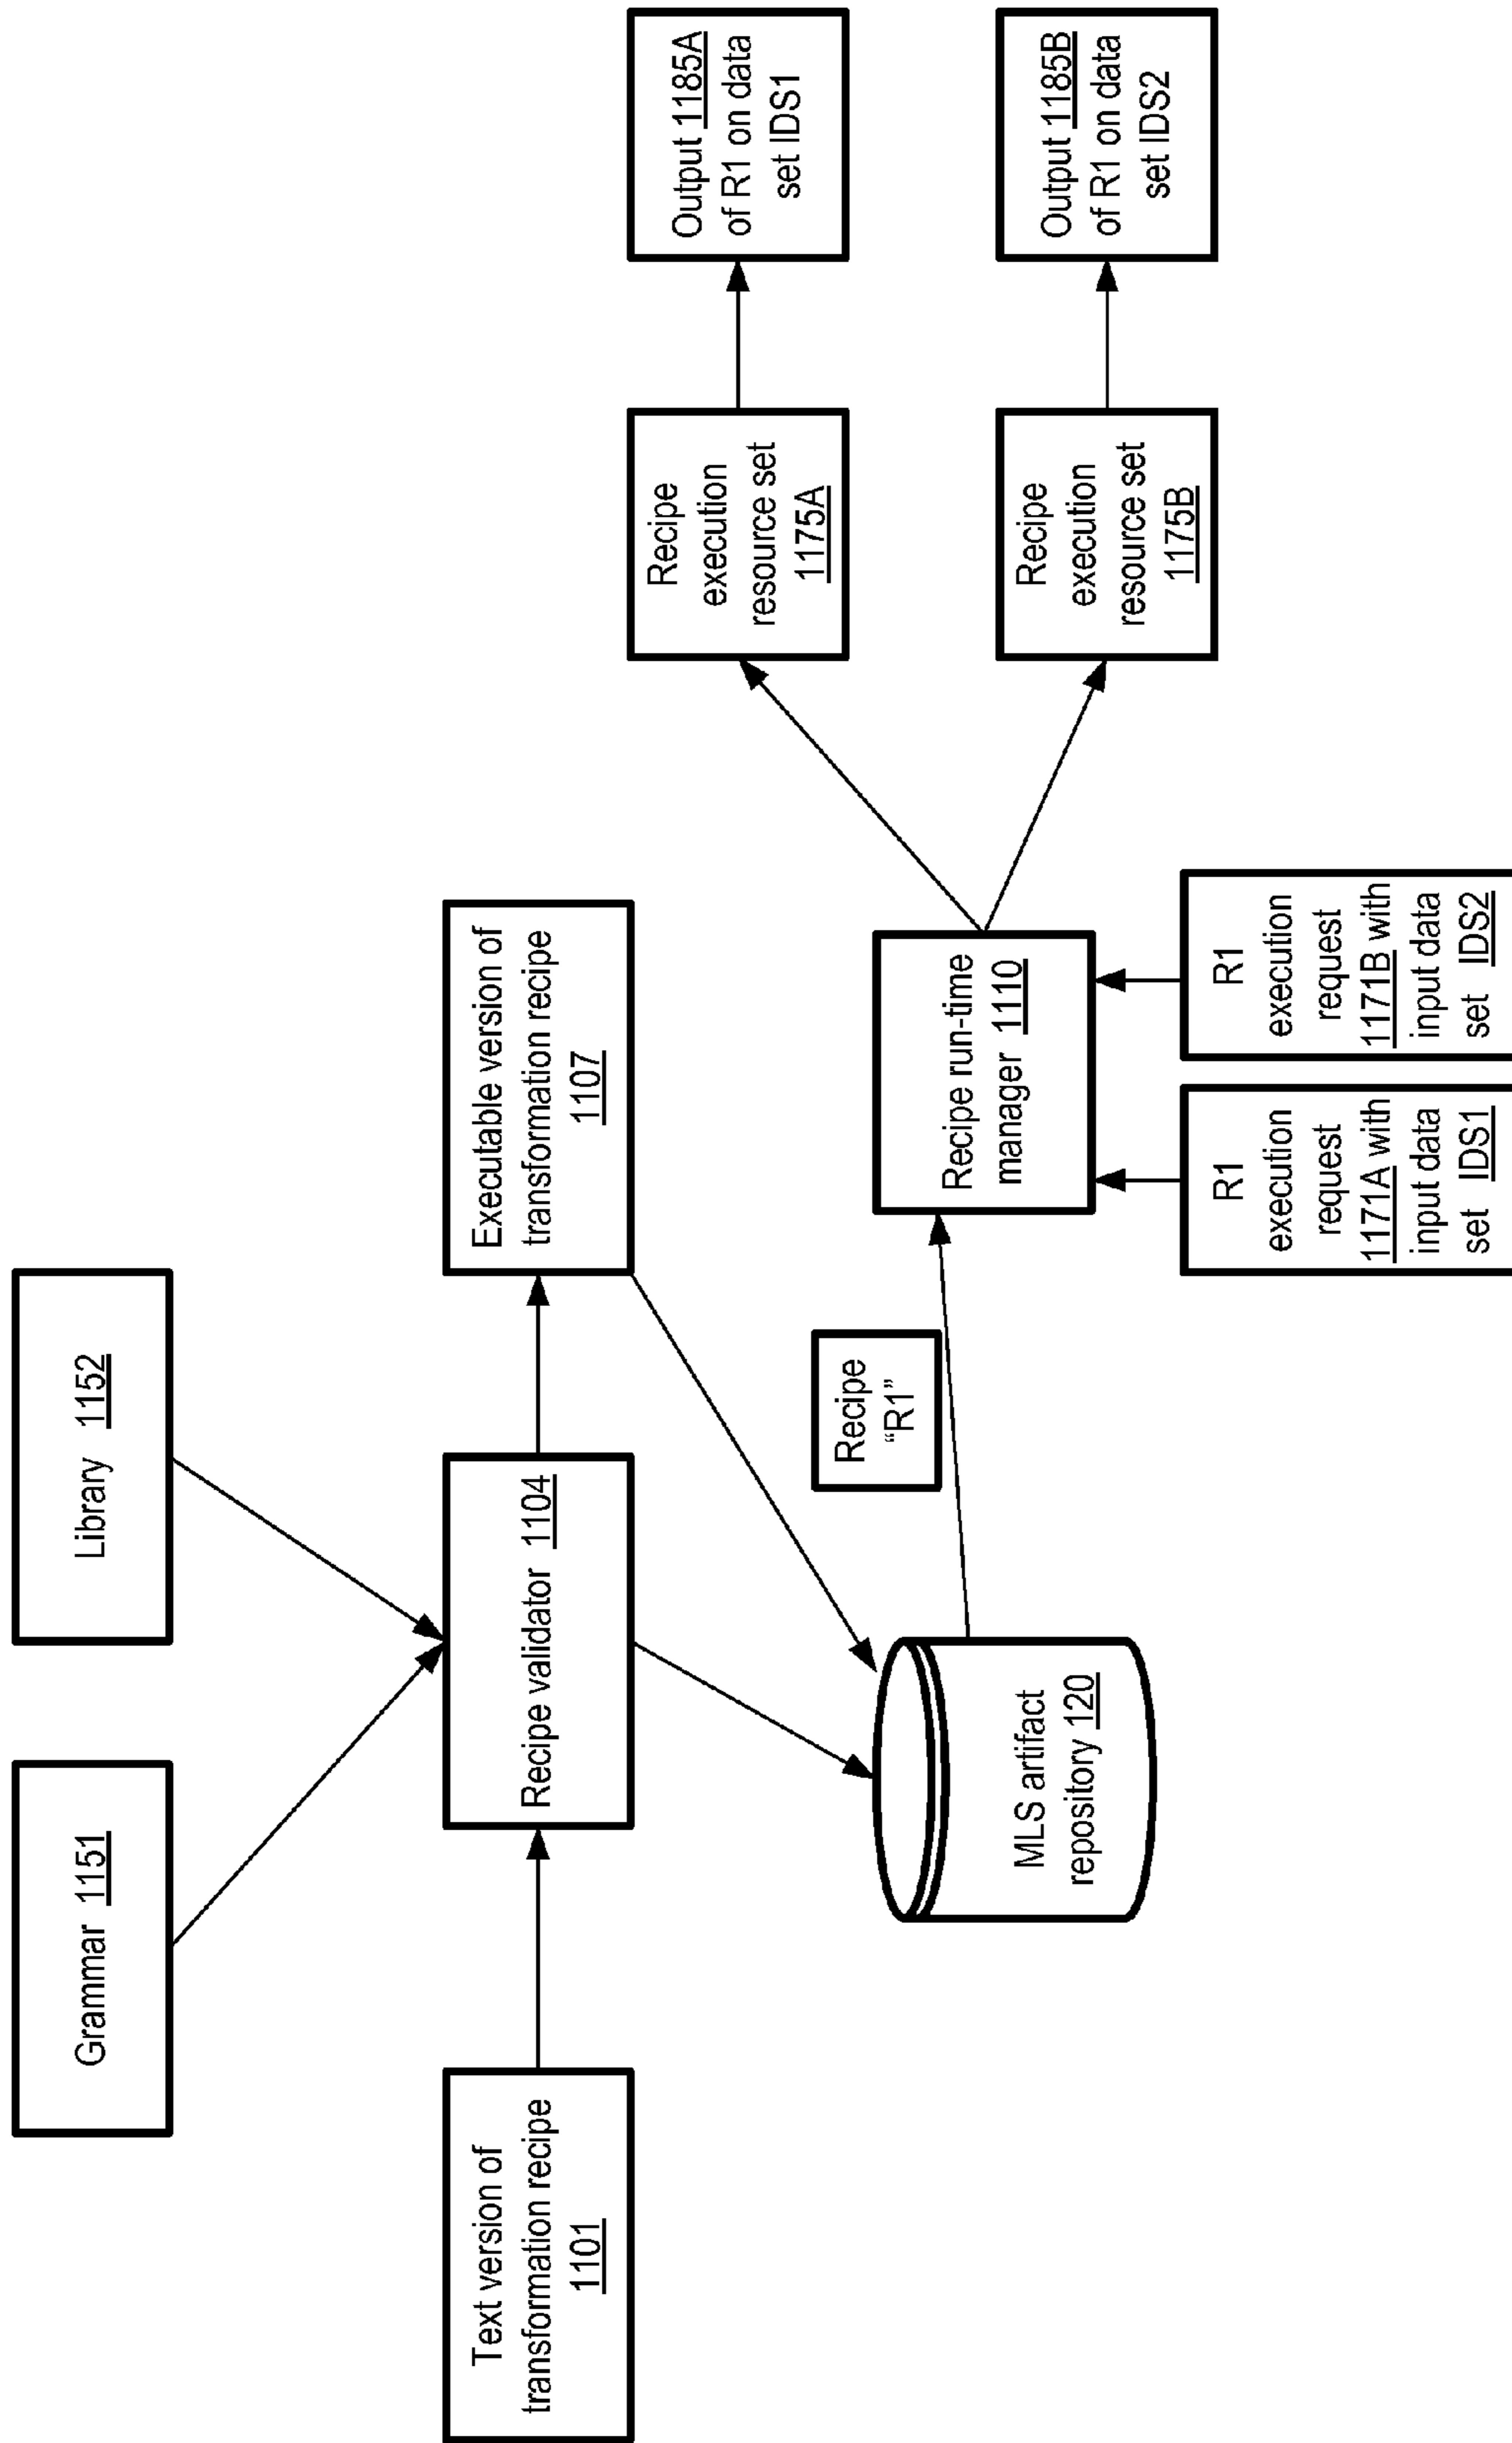 Grammar 1151
Library 1152
Text version of
transformation recipe
1101
Recipe validator 1104
Executable version of
transformation recipe
1107
MLS artifact
repository 120
Recipe
“R1”
Recipe run-time
manager 1110
R1
execution
request
1171A with
input data
set IDS1
R1
execution
request
1171B with
input data
set IDS2
Recipe
execution
resource set
1175A
Recipe
execution
resource set
1175B
Output 1185A
of R1 on data
set IDS1
Output 1185B
of R1 on data
set IDS2